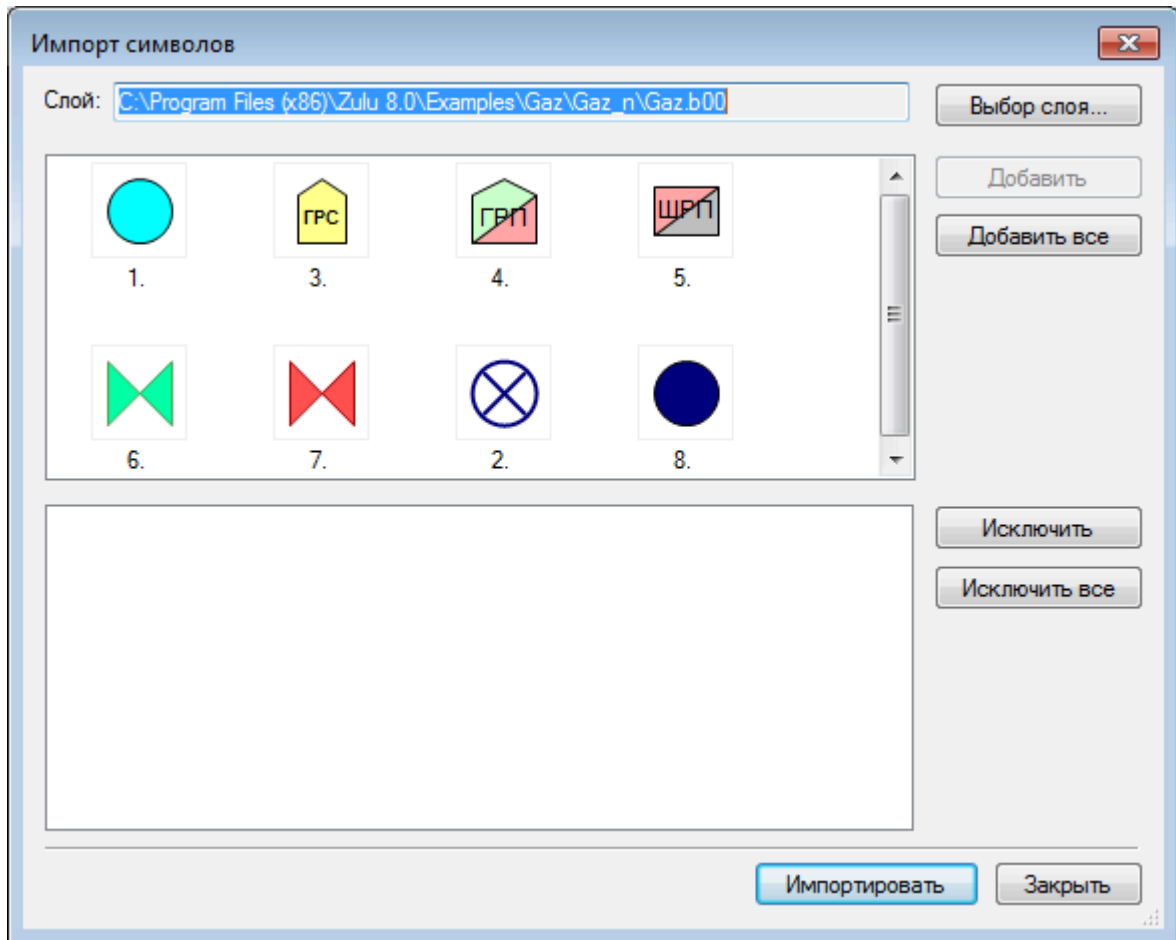 Импорт символов
Слой: C:\Program Files (x86)\Zulu 8.0\Examples\Gaz\Gaz_n\Gaz.b00
Выбор слоя...
Добавить
Добавить все
ГРС ГРП ШРП
1. 3. 4. 5.
6. 7. 2. 8.
Исключить
Исключить все
Импортировать Закрыть